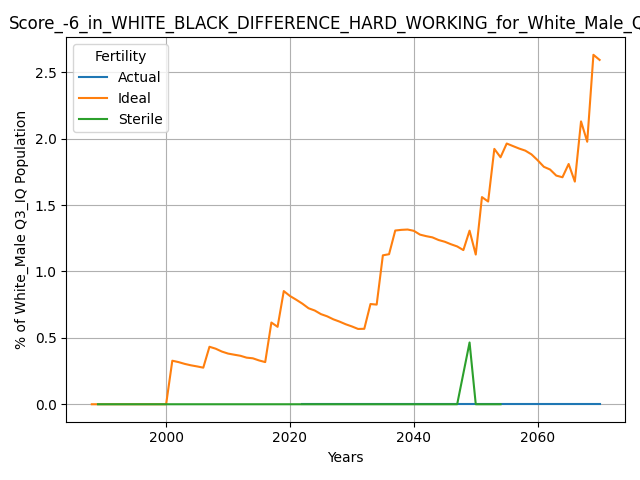 Score_-6_in_WHITE_BLACK_DIFFERENCE_HARD_WORKING_for_White_Male_Q
Fertility
Actual
Ideal
Sterile
% of White_Male Q3_IQ Population
2.5
2.0
1.5
1.0
0.5
0.0
2000 2020 2040 2060
Years